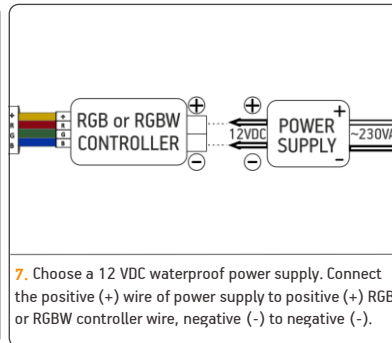 +
R
G
B
+
R
G
B
RGB or RGBW
CONTROLLER
+
-
+
12VDC
-
POWER
SUPPLY
+
-
~230VA
7. Choose a 12 VDC waterproof power supply. Connect
the positive (+) wire of power supply to positive (+) RGB
or RGBW controller wire, negative (-) to negative (-).